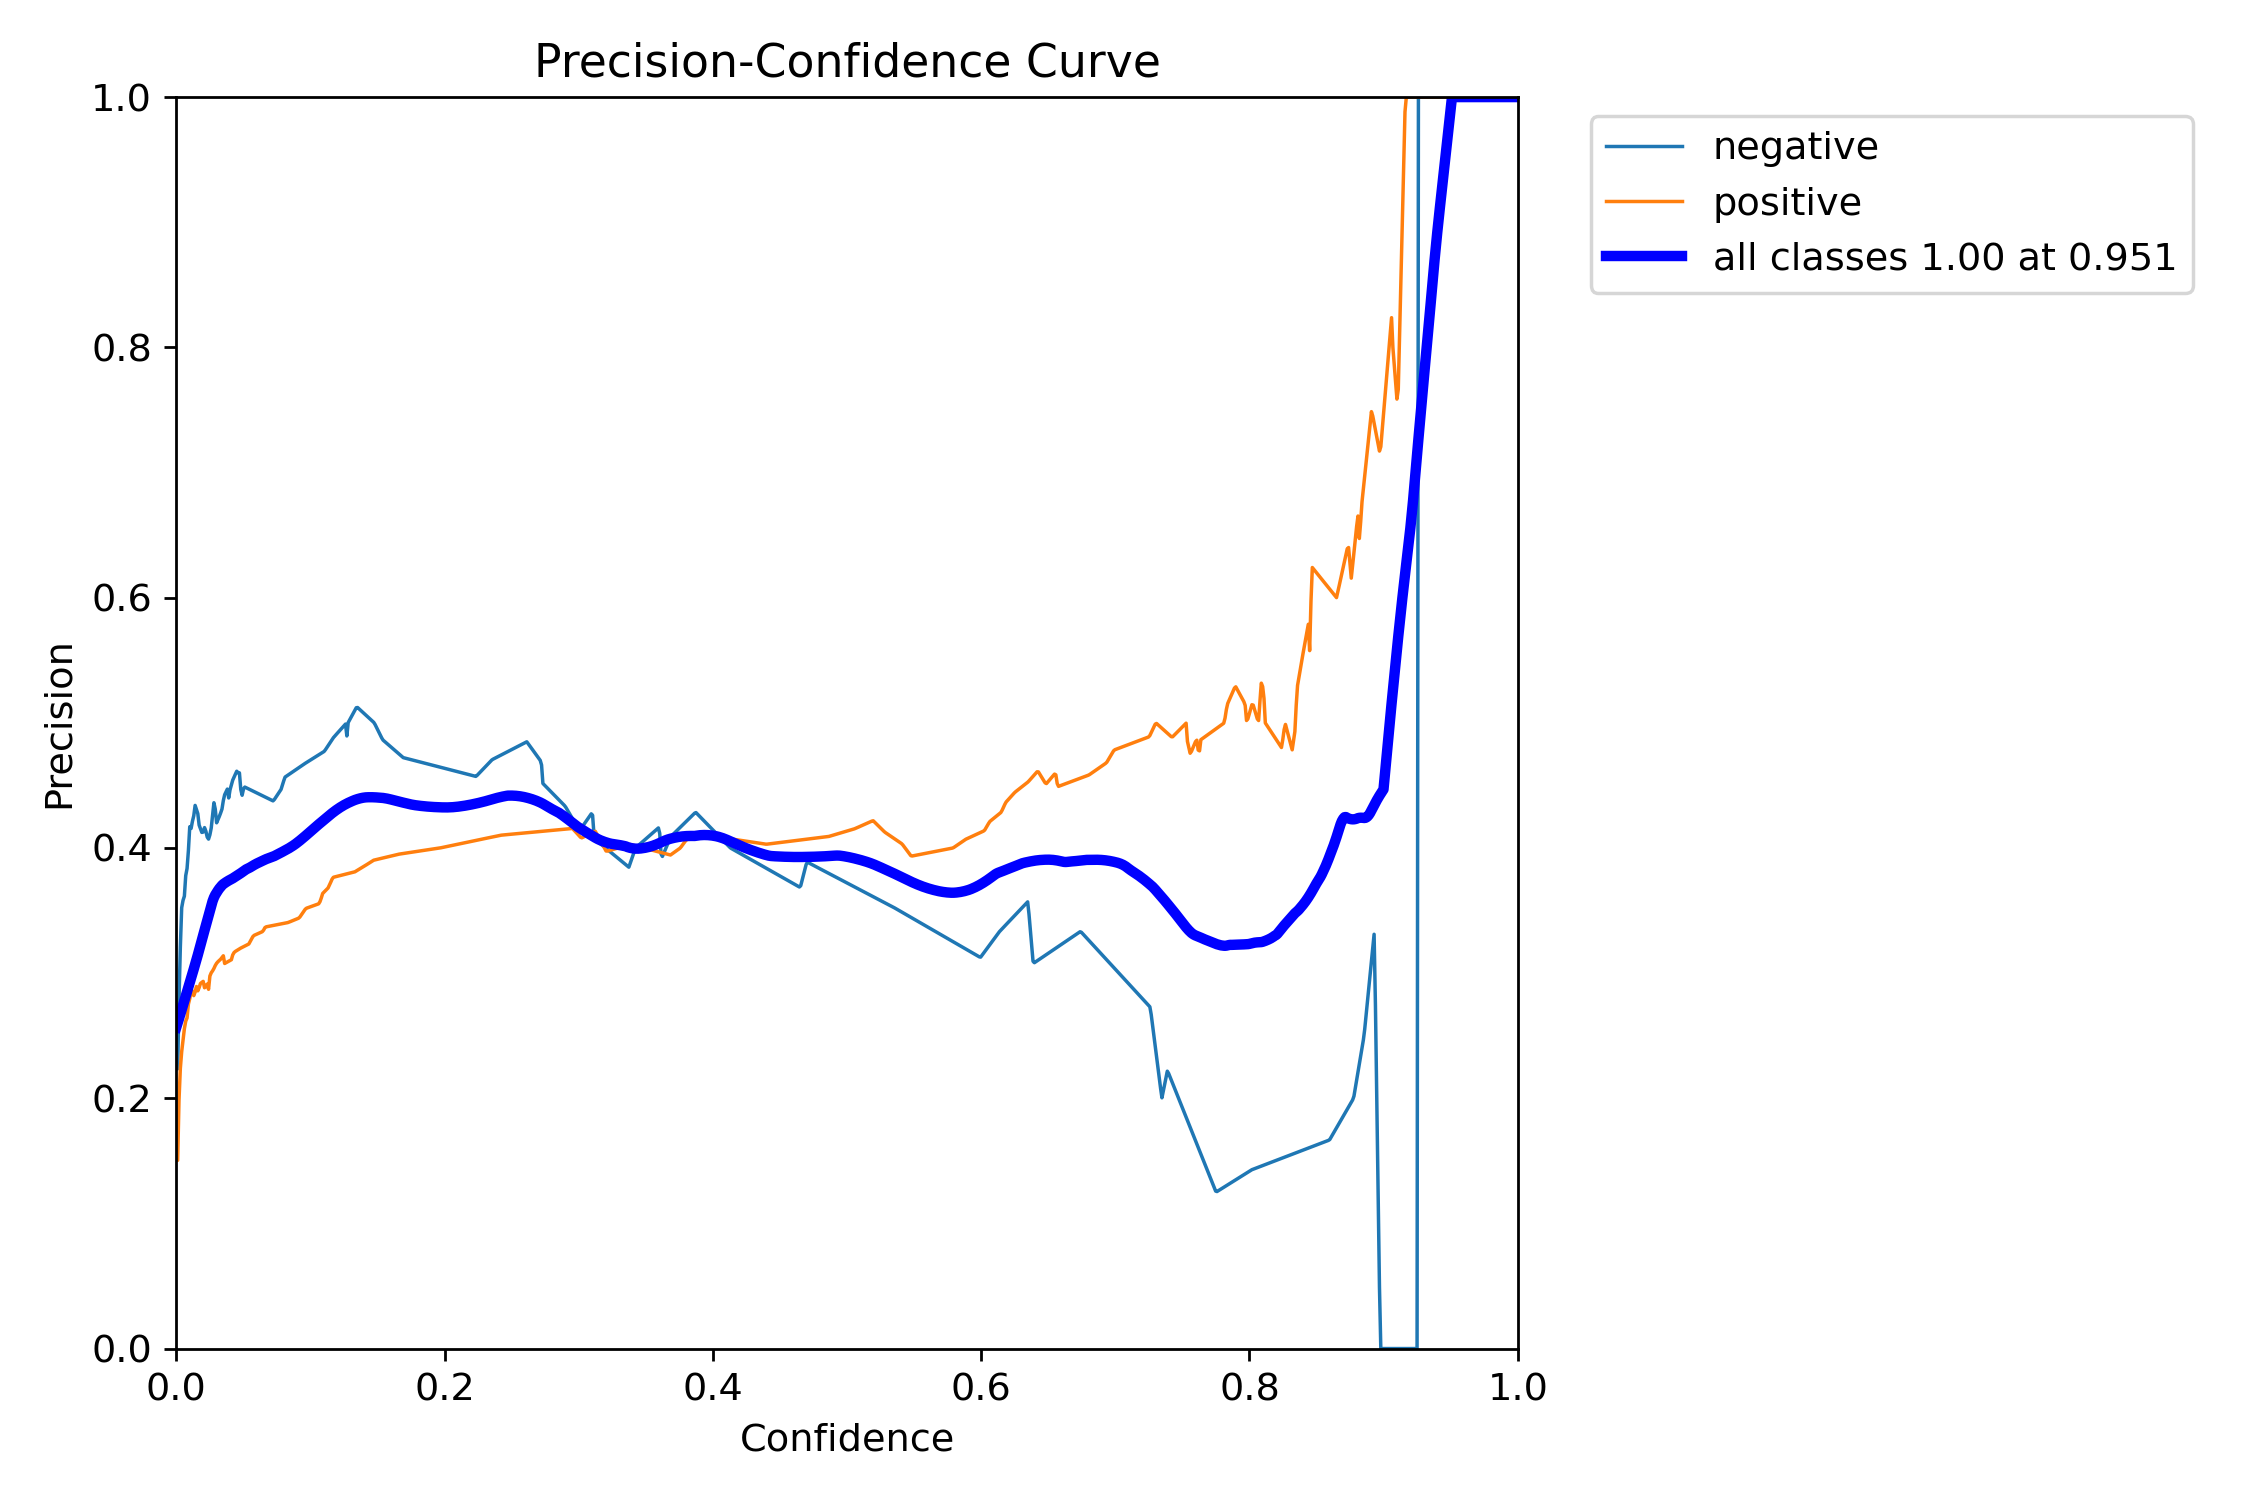 Precision-Confidence Curve
1.0
0.8
0.6
0.4
0.2
0.0
Precision
0.0 0.2 0.4 0.6 0.8 1.0
Confidence
negative
positive
all classes 1.00 at 0.951